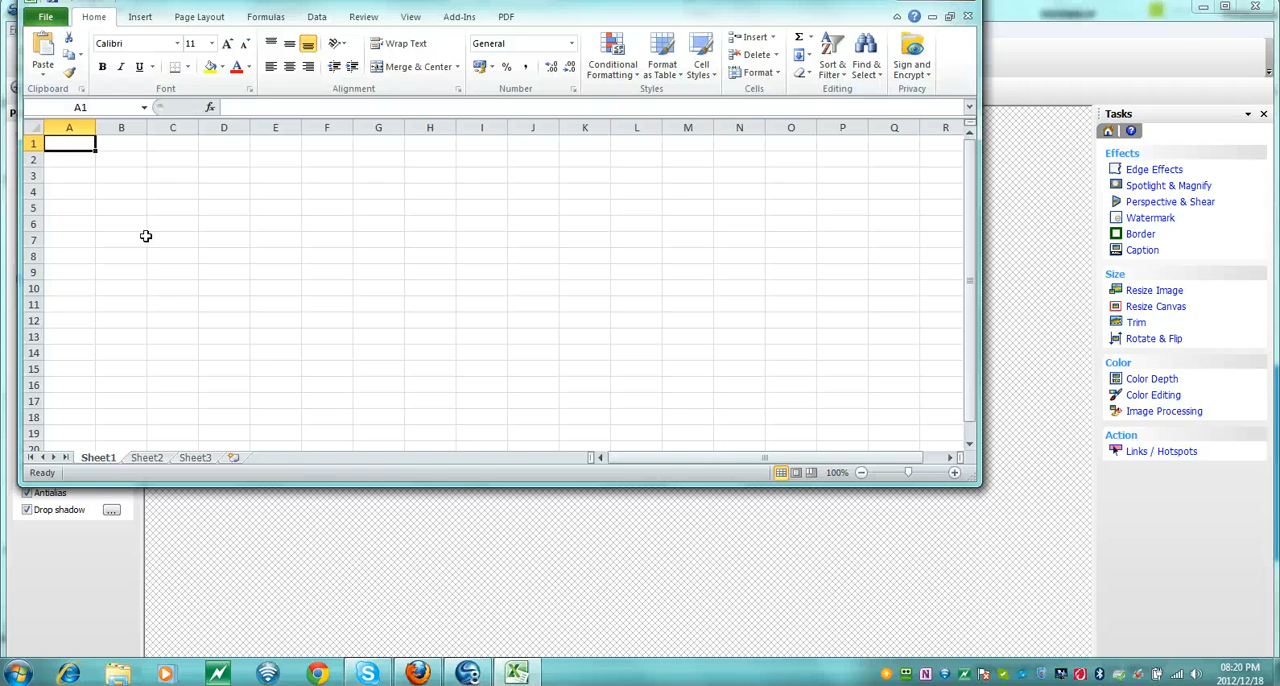 File Home Insert Page Layout Formulas Data Review View Add-Ins PDF
Paste
Clipboard
Calibri 11
B I U
Font
Wrap Text
Merge & Center
Alignment
General
% ,
Number
Conditional Formatting
Format as Table
Cell Styles
Styles
Insert
Delete
Format
Cells
Sort & Filter
Find & Select
Editing
Sign and Encrypt
Privacy
A1 fx
A B C D E F G H I J K L M N O P Q R
1
2
3
4
5
6
7
8
9
10
11
12
13
14
15
16
17
18
19
20
Sheet1 Sheet2 Sheet3
Ready 100%
Antialias
Drop shadow ...
Tasks
Effects
Edge Effects
Spotlight & Magnify
Perspective & Shear
Watermark
Border
Caption
Size
Resize Image
Resize Canvas
Trim
Rotate & Flip
Color
Color Depth
Color Editing
Image Processing
Action
Links / Hotspots
08:20 PM
2012/12/18